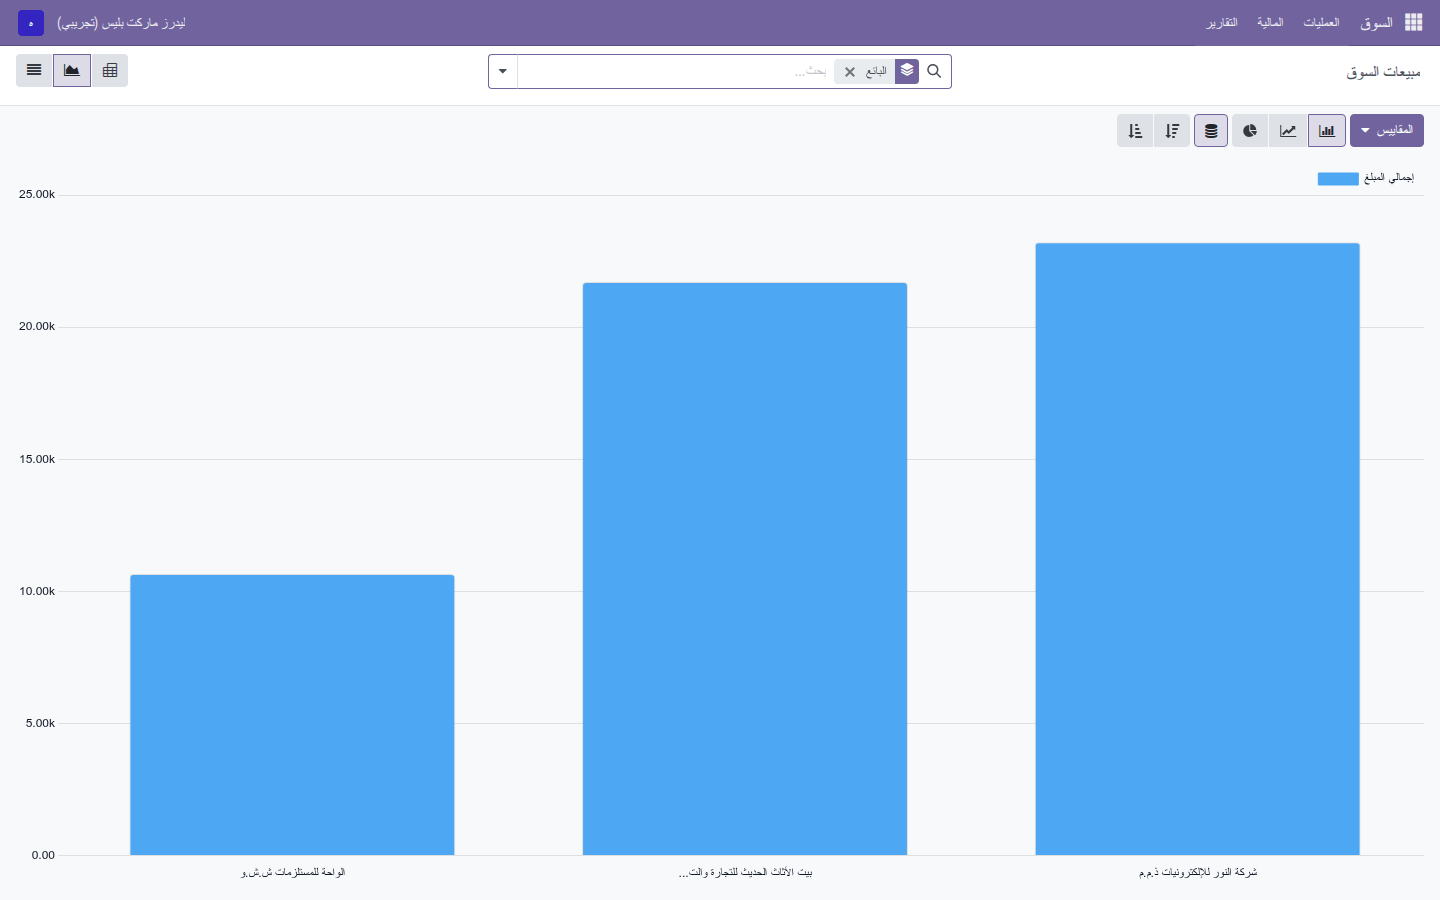 السوق العمليات المالية التقارير
ليدرز ماركت بليس (تجريبي)
ه
مبيعات السوق
البائع
بحث...
المقاييس
إجمالي المبلغ
25.00k
20.00k
15.00k
10.00k
5.00k
0.00
شركة النور للإلكترونيات ذ.م.م
بيت الأثاث الحديث للتجارة والت...
الواحة للمستلزمات ش.ش.و